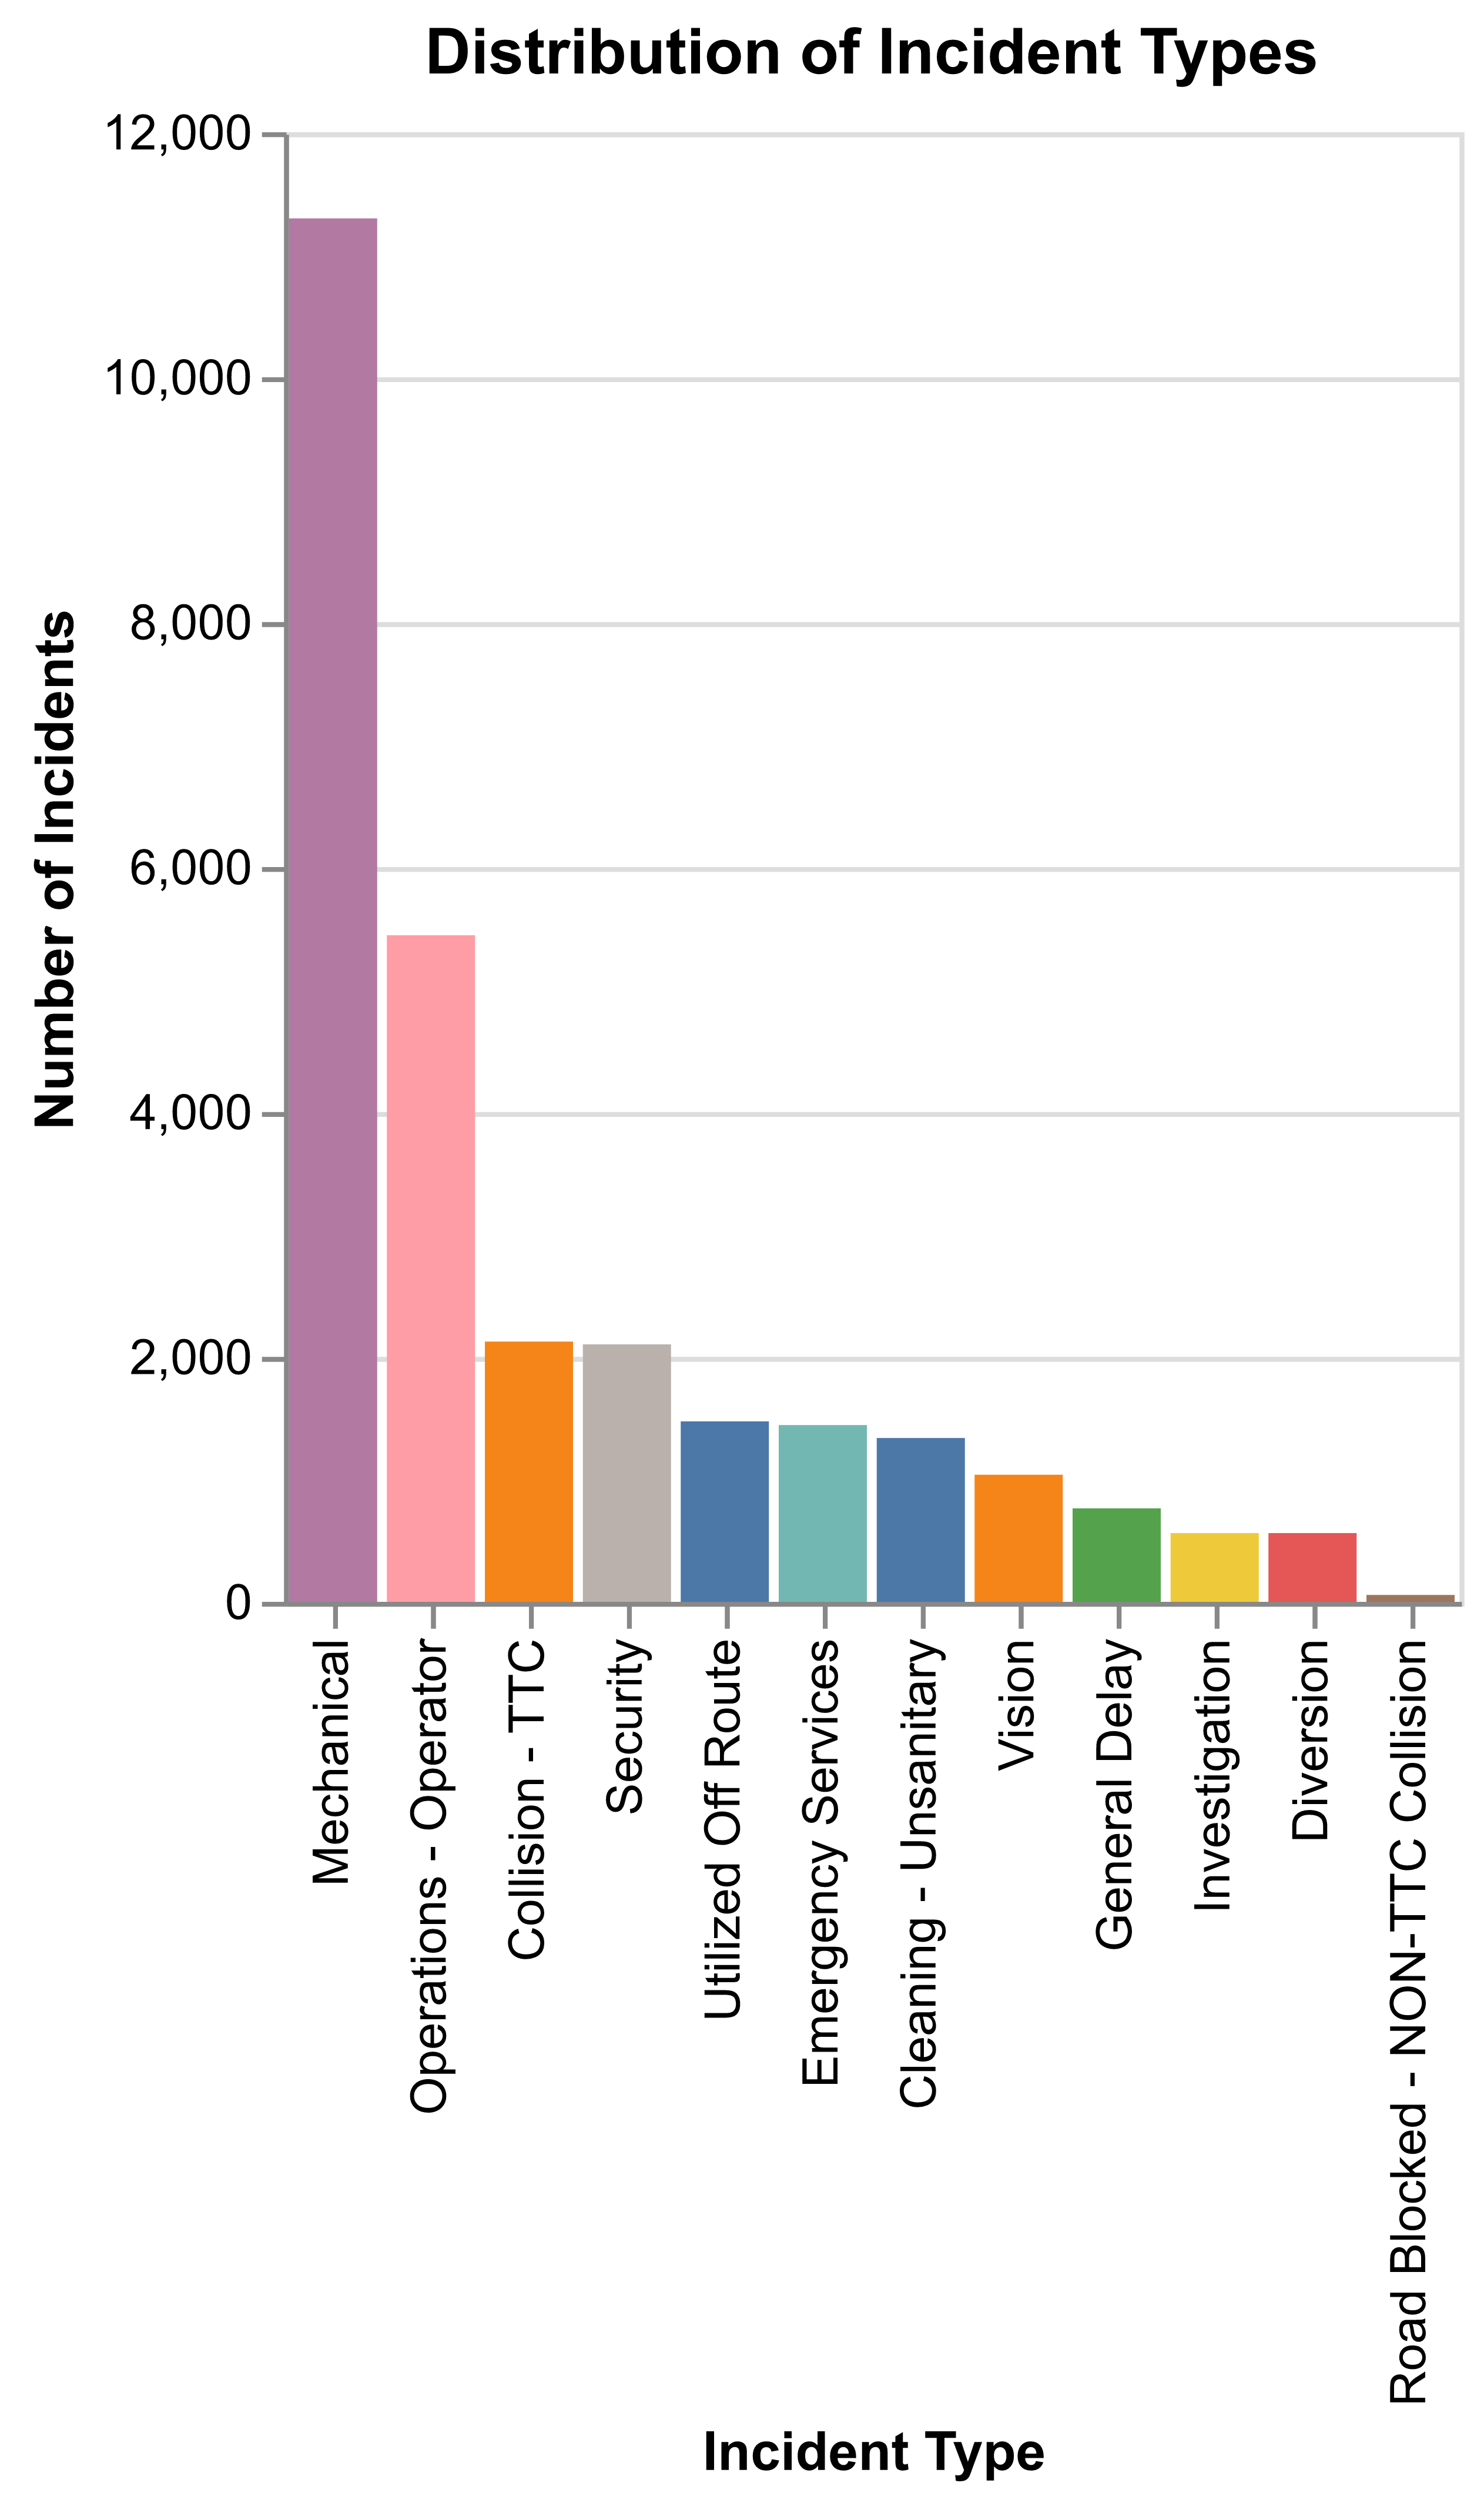 Distribution of Incident Types
12,000
10,000
8,000
6,000
4,000
2,000
0
Number of Incidents
Mechanical
Operations - Operator
Collision - TTC
Security
Utilized Off Route
Emergency Services
Cleaning - Unsanitary
Vision
General Delay
Investigation
Diversion
Road Blocked - NON-TTC Collision
Incident Type